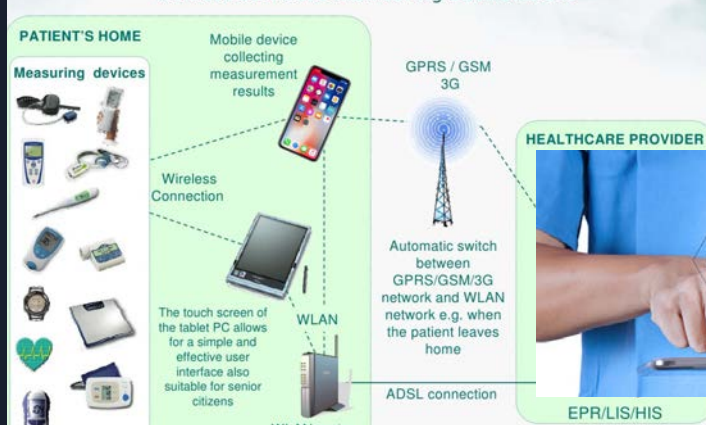 PATIENT'S HOME
Measuring devices
Mobile device
collecting
measurement
results
Wireless
Connection
The touch screen of
the tablet PC allows
for a simple and
effective user
interface also
suitable for senior
citizens
WLAN
GPRS / GSM
3G
Automatic switch
between
GPRS/GSM/3G
network and WLAN
network e.g. when
the patient leaves
home
ADSL connection
HEALTHCARE PROVIDER
EPR/LIS/HIS